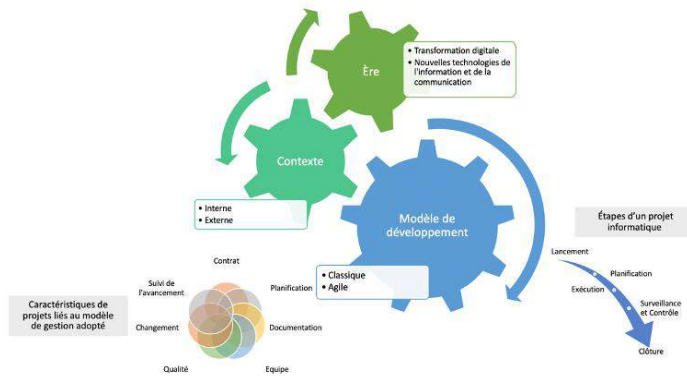 Ère
• Transformation digitale
• Nouvelles technologies de
l'information et de la
communication
Contexte
• Interne
• Externe
Modèle de
développement
• Classique
• Agile
Étapes d'un projet
informatique
Lancement
Planification
Exécution
Surveillance
et Contrôle
Clôture
Caractéristiques de
projets liés au modèle
de gestion adopté
Contrat
Suivi de
l'avancement
Planification
Changement
Documentation
Qualité
Equipe